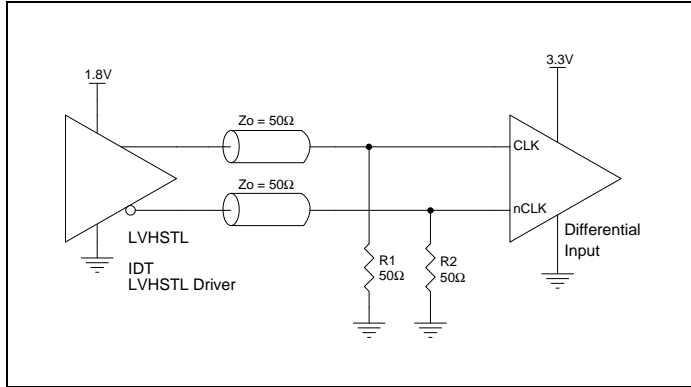 1.8V
3.3V
Zo = 50Ω
CLK
Zo = 50Ω
nCLK
LVHSTL
IDT
LVHSTL Driver
R1
50Ω
R2
50Ω
Differential
Input